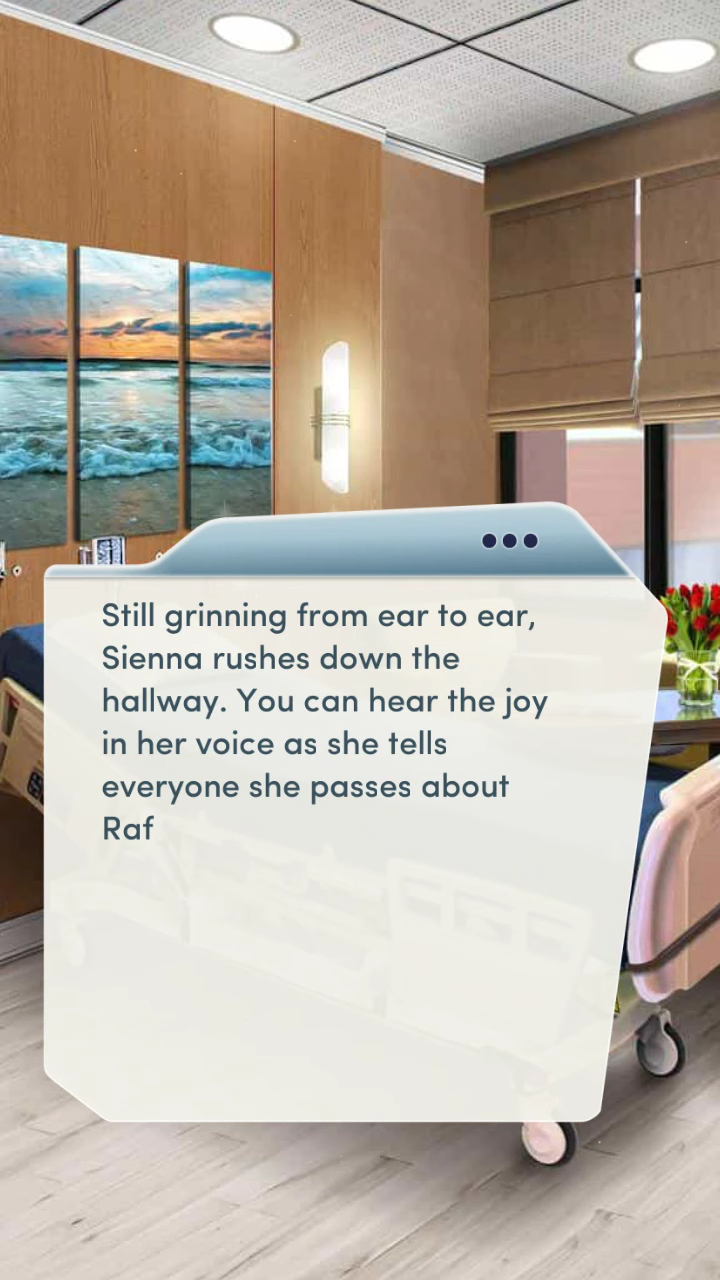 Still grinning from ear to ear,
Sienna rushes down the
hallway. You can hear the joy
in her voice as she tells
everyone she passes about
Raf